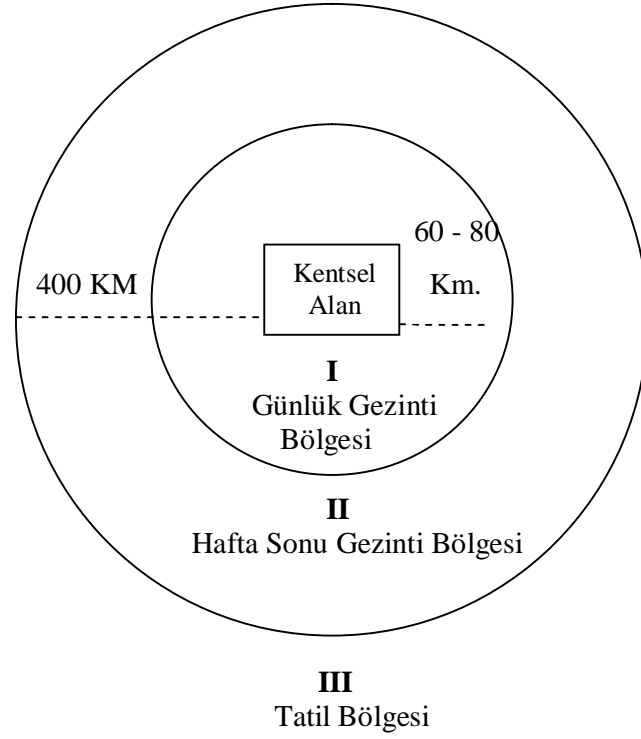 60 - 80
400 KM
Kentsel
Alan
Km.
I
Günlük Gezinti
Bölgesi
II
Hafta Sonu Gezinti Bölgesi
III
Tatil Bölgesi